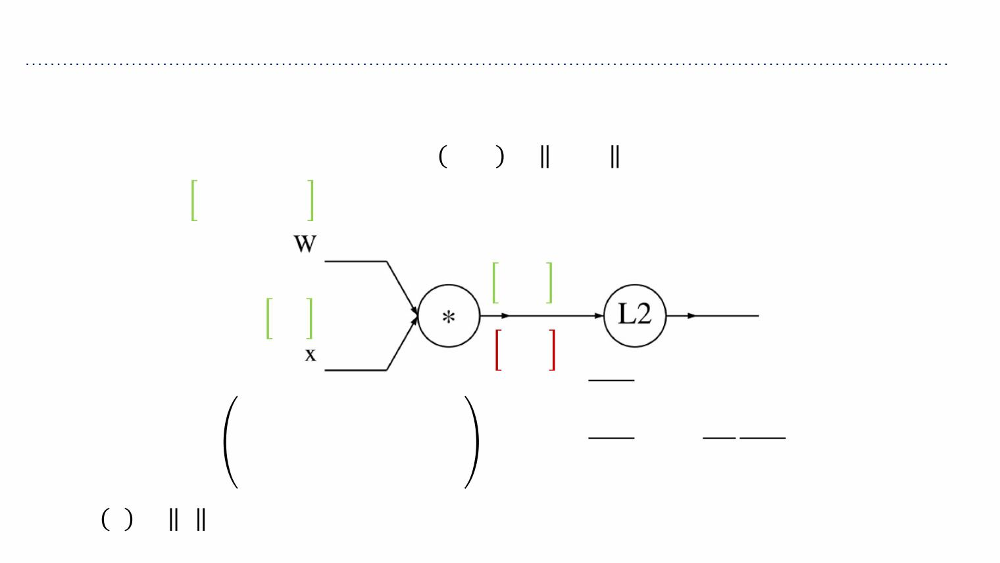 ( ) ‖ ‖
[ ]
W
[ ]
[ ]
* L2
[ ]
x
( )
( ) ‖ ‖